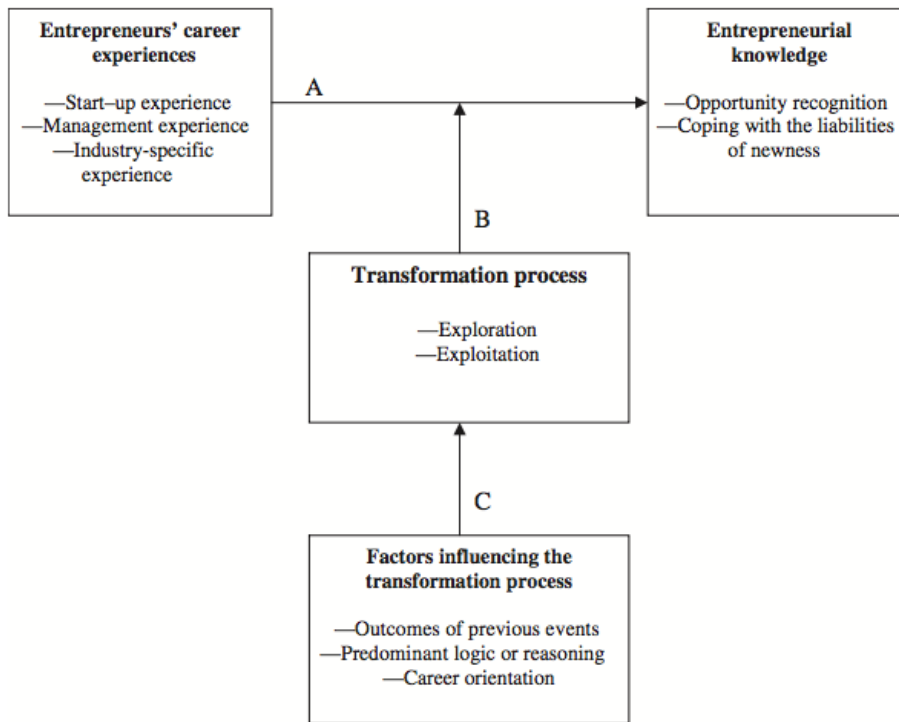 Entrepreneurs’ career
experiences
—Start–up experience
—Management experience
—Industry-specific
experience
A
Entrepreneurial
knowledge
—Opportunity recognition
—Coping with the liabilities
of newness
B
Transformation process
—Exploration
—Exploitation
C
Factors influencing the
transformation process
—Outcomes of previous events
—Predominant logic or reasoning
—Career orientation